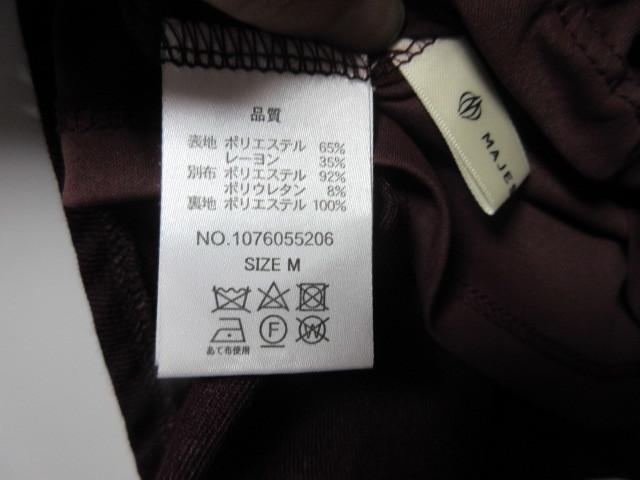 品質
表地 ポリエステル 65%
レーヨン 35%
別布 ポリエステル 92%
ポリウレタン 8%
裏地 ポリエステル 100%
NO.1076055206
SIZE M
F W
あて布使用
MAJES